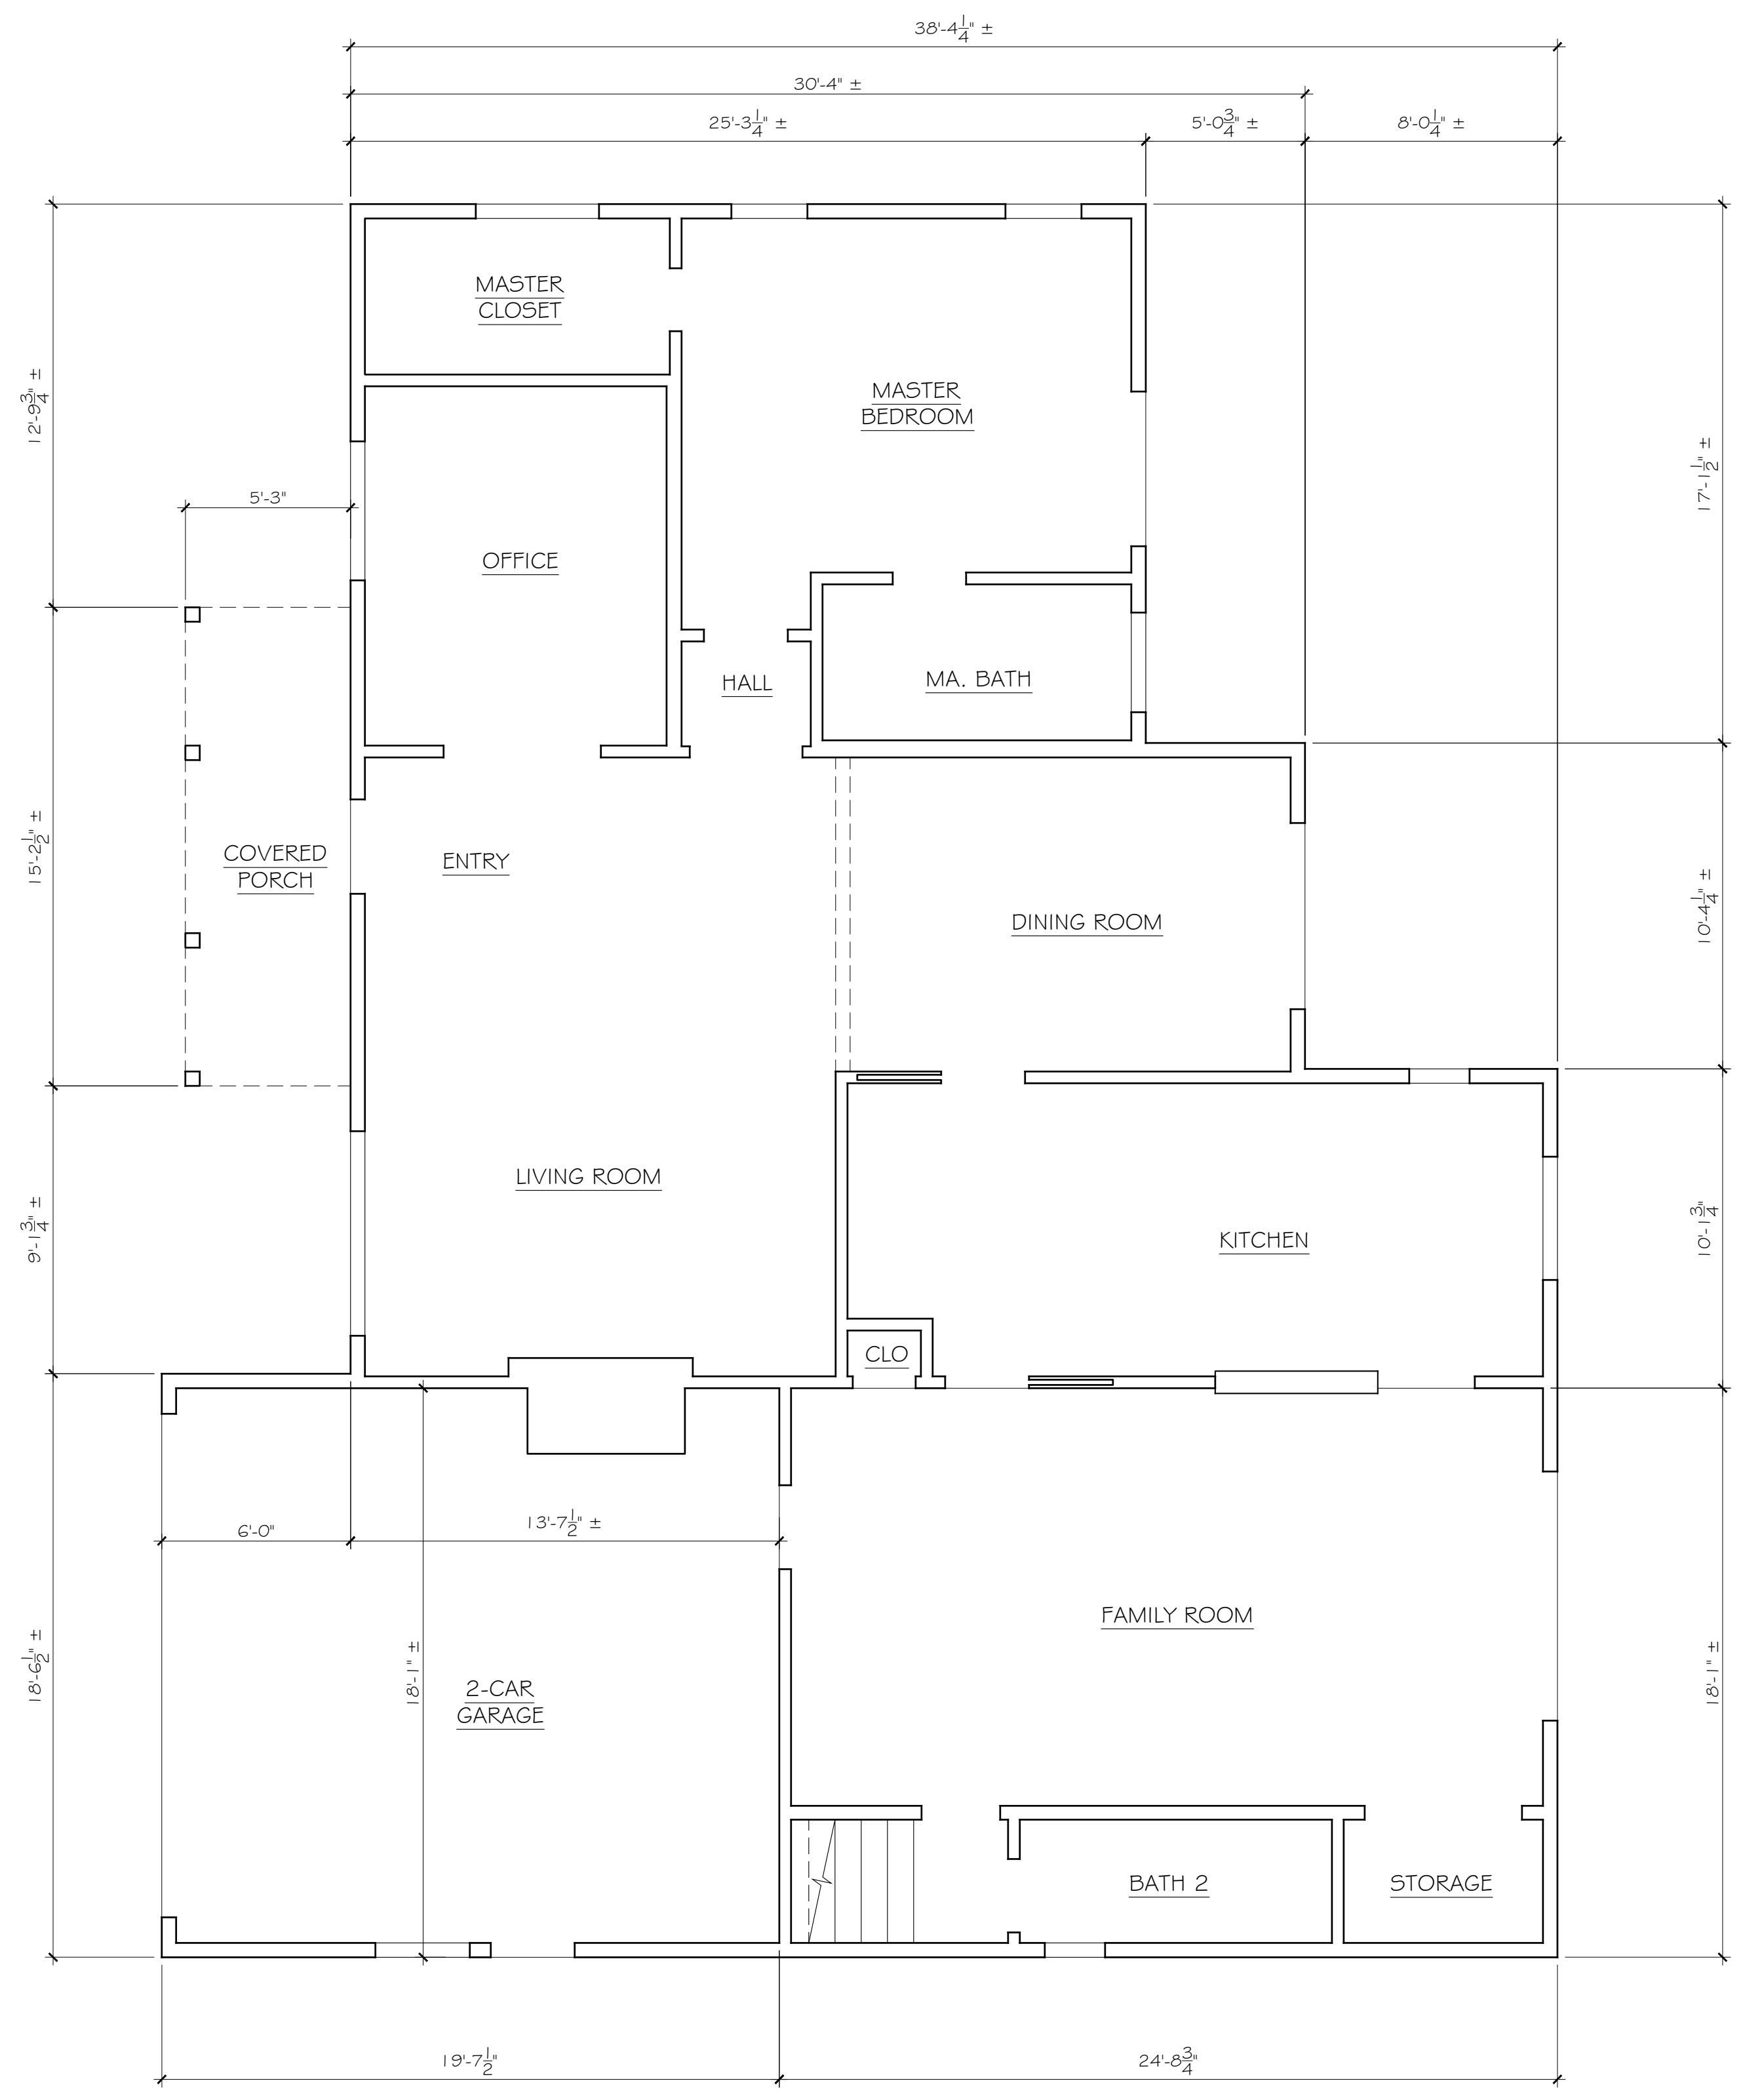 38'-4 1/4" ±
30'-4" ±
25'-3 1/4" ±
5'-0 3/4" ±
8'-0 1/4" ±
MASTER
CLOSET
MASTER
BEDROOM
12'-9 3/4" ±
17'-1 1/2" ±
5'-3"
OFFICE
HALL
MA. BATH
COVERED
PORCH
ENTRY
15'-2 1/2" ±
DINING ROOM
10'-4 1/4" ±
LIVING ROOM
9'-1 3/4" ±
KITCHEN
10'-1 3/4"
CLO
6'-0"
13'-7 1/2" ±
FAMILY ROOM
18'-6 1/2" ±
18'-1" ±
2-CAR
GARAGE
18'-1" ±
BATH 2
STORAGE
19'-7 1/2"
24'-8 3/4"